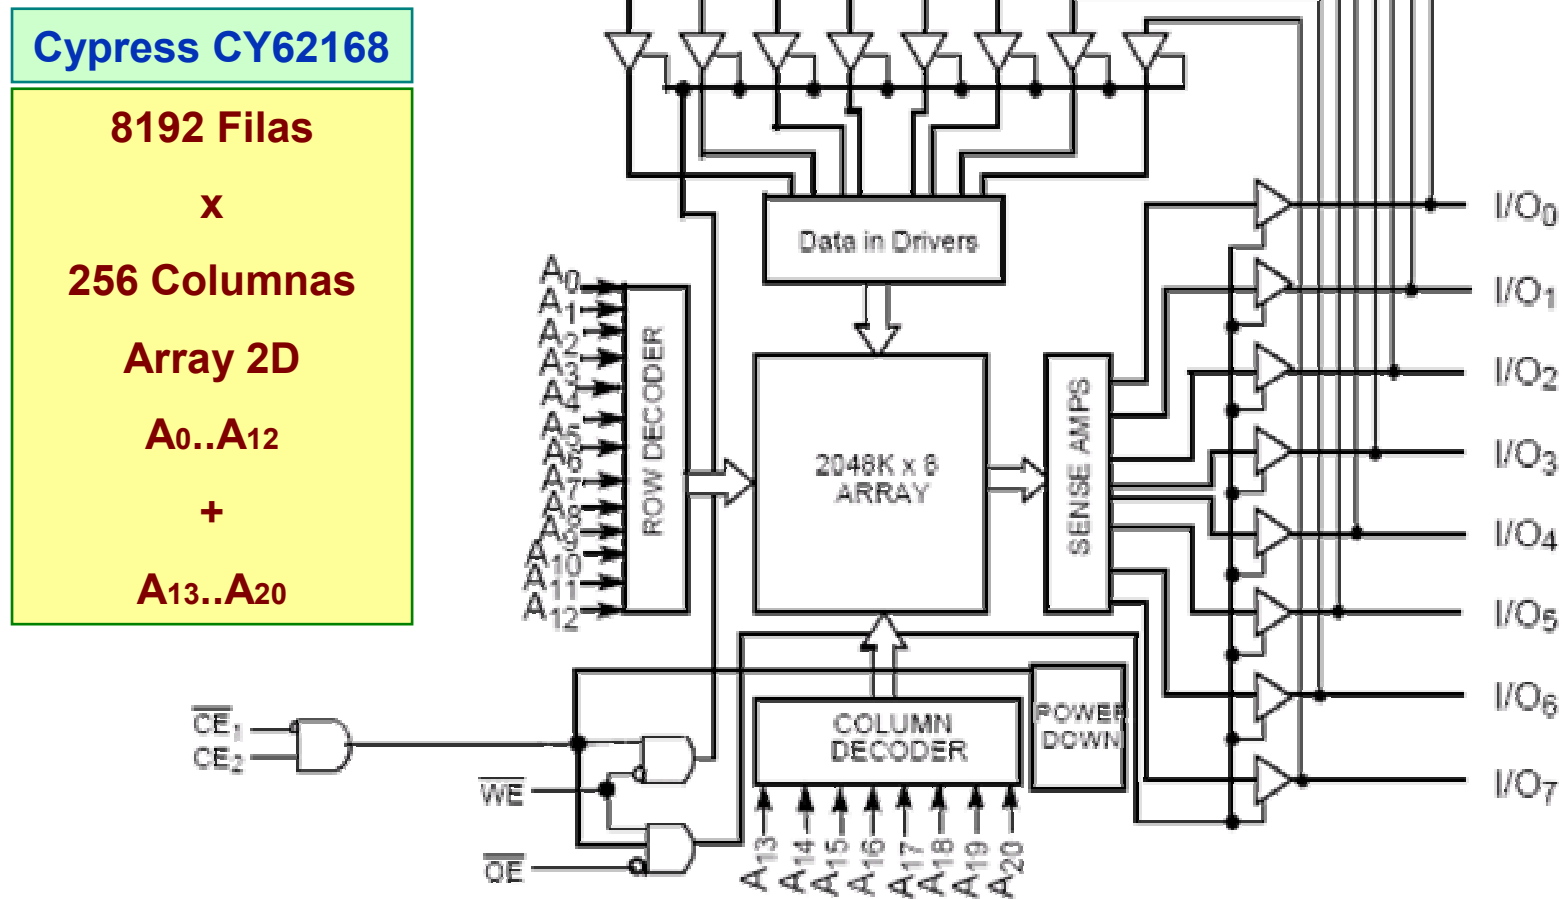 Cypress CY62168
8192 Filas
x
256 Columnas
Array 2D
A0..A12
+
A13..A20
Data in Drivers
A0
A1
A2
A3
A4
A5
A6
A7
A8
A9
A10
A11
A12
ROW DECODER
2048K x 8
ARRAY
SENSE AMPS
I/O0
I/O1
I/O2
I/O3
I/O4
I/O5
I/O6
I/O7
COLUMN
DECODER
POWER
DOWN
CE1
CE2
WE
OE
A13
A14
A15
A16
A17
A18
A19
A20